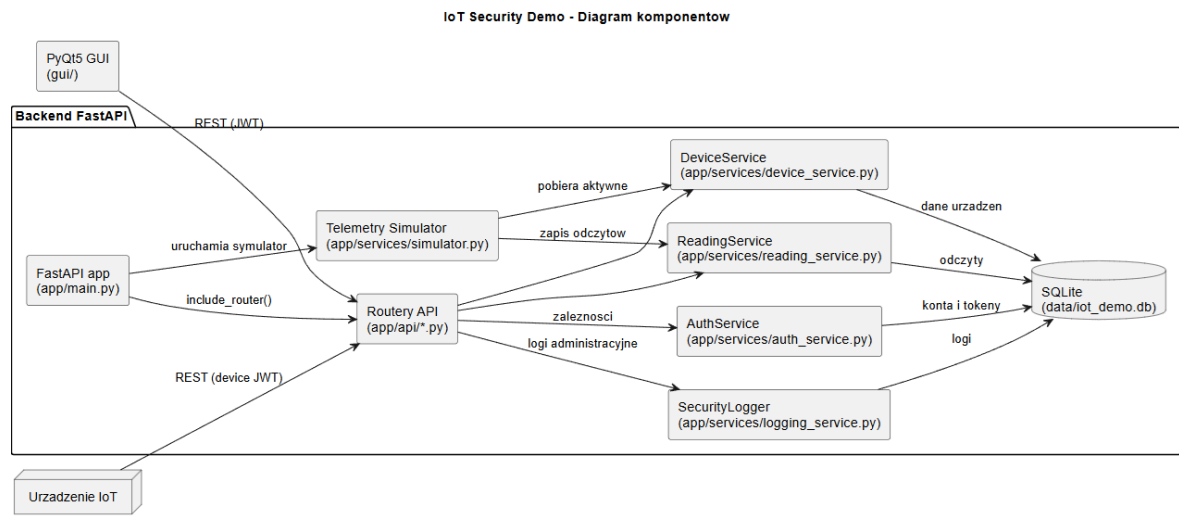 IoT Security Demo - Diagram komponentow
PyQt5 GUI
(gui/)
Backend FastAPI
REST (JWT)
DeviceService
(app/services/device_service.py)
pobiera aktywne
dane urzadzen
Telemetry Simulator
(app/services/simulator.py)
uruchamia symulator
zapis odczytow
ReadingService
(app/services/reading_service.py)
odczyty
FastAPI app
(app/main.py)
SQLite
(data/iot_demo.db)
include_router()
Routery API
(app/api/*.py)
zaleznosci
AuthService
(app/services/auth_service.py)
konta i tokeny
logi administracyjne
logi
REST (device JWT)
SecurityLogger
(app/services/logging_service.py)
Urzadzenie IoT